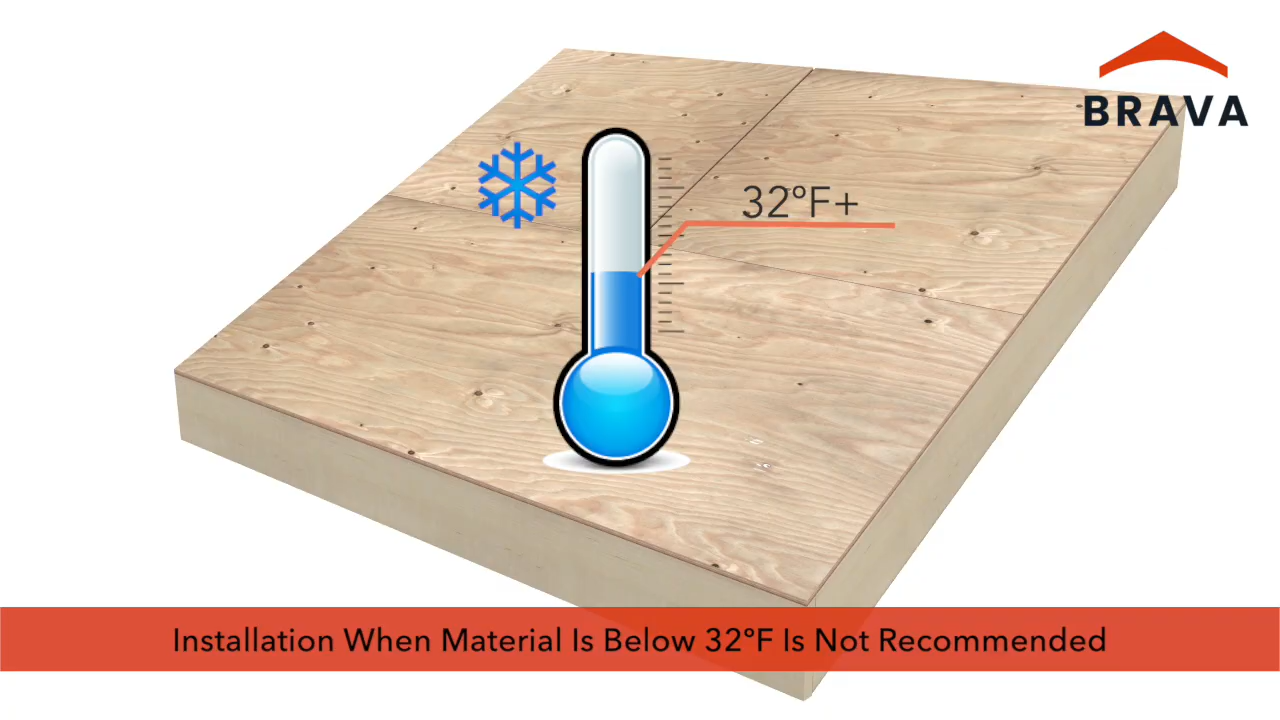 BRAVA
32°F+
Installation When Material Is Below 32°F Is Not Recommended